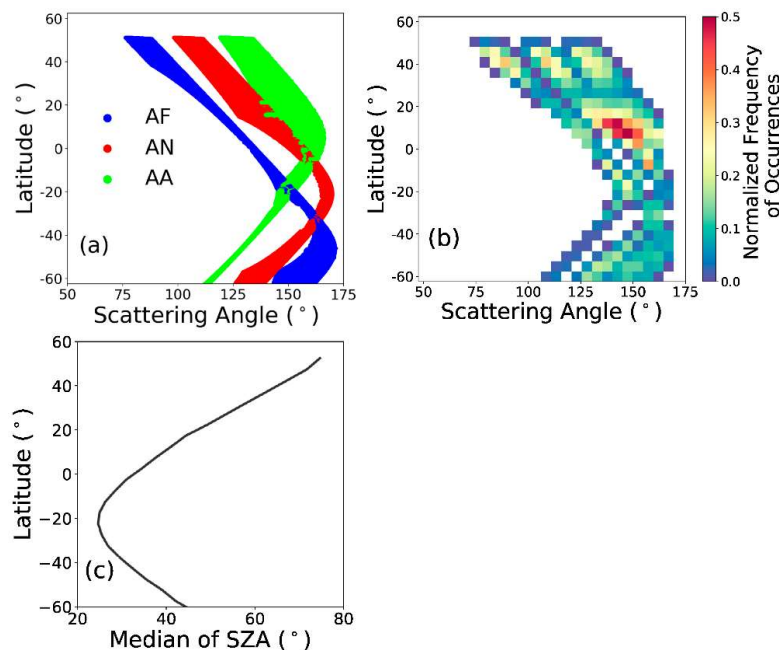 60
40
20
0
-20
-40
-60
Latitude (°)
AF
AN
AA
(a)
50 75 100 125 150 175
Scattering Angle (°)
60
40
20
0
-20
-40
-60
Latitude (°)
(b)
50 75 100 125 150 175
Scattering Angle (°)
0.5
0.4
0.3
0.2
0.1
0.0
Normalized Frequency
of Occurrences
60
40
20
0
−20
−40
−60
Latitude (°)
(c)
20 40 60 80
Median of SZA (°)